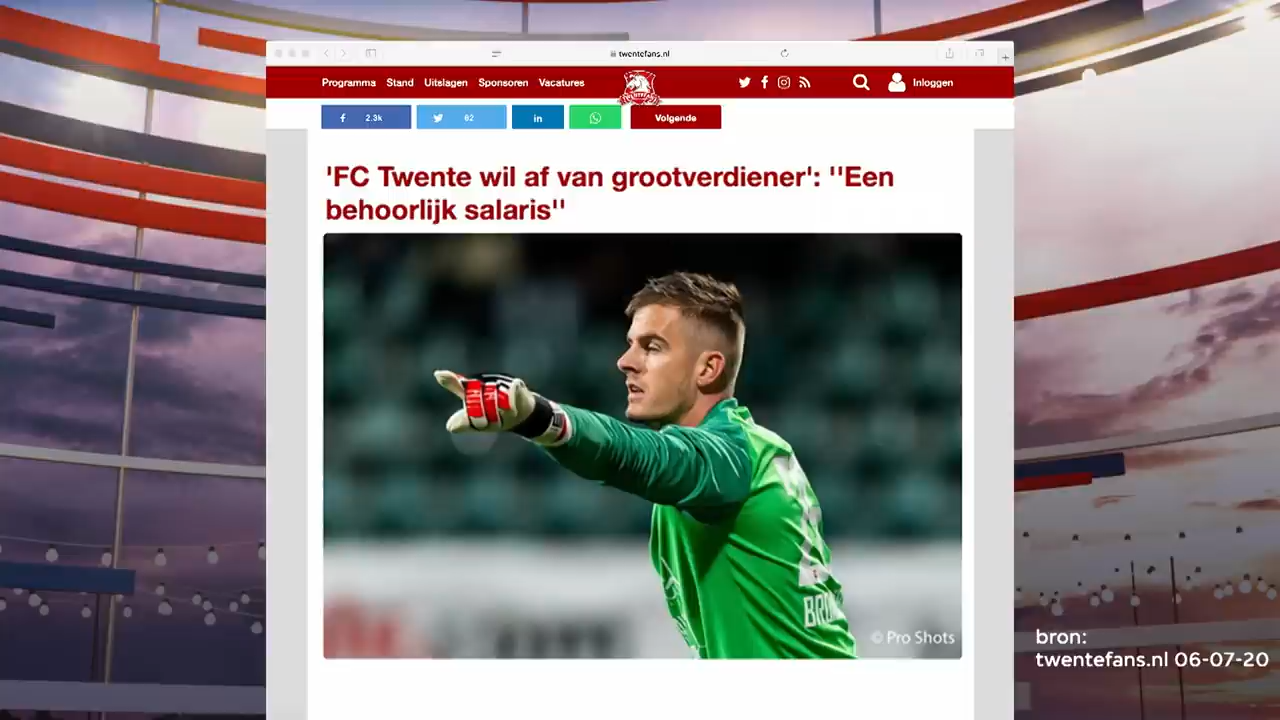 twentefans.nl
Programma Stand Uitslagen Sponsoren Vacatures
Inloggen
2.3k
62
in
Volgende
'FC Twente wil af van grootverdiener': ''Een
behoorlijk salaris''
© Pro Shots
bron:
twentefans.nl 06-07-20